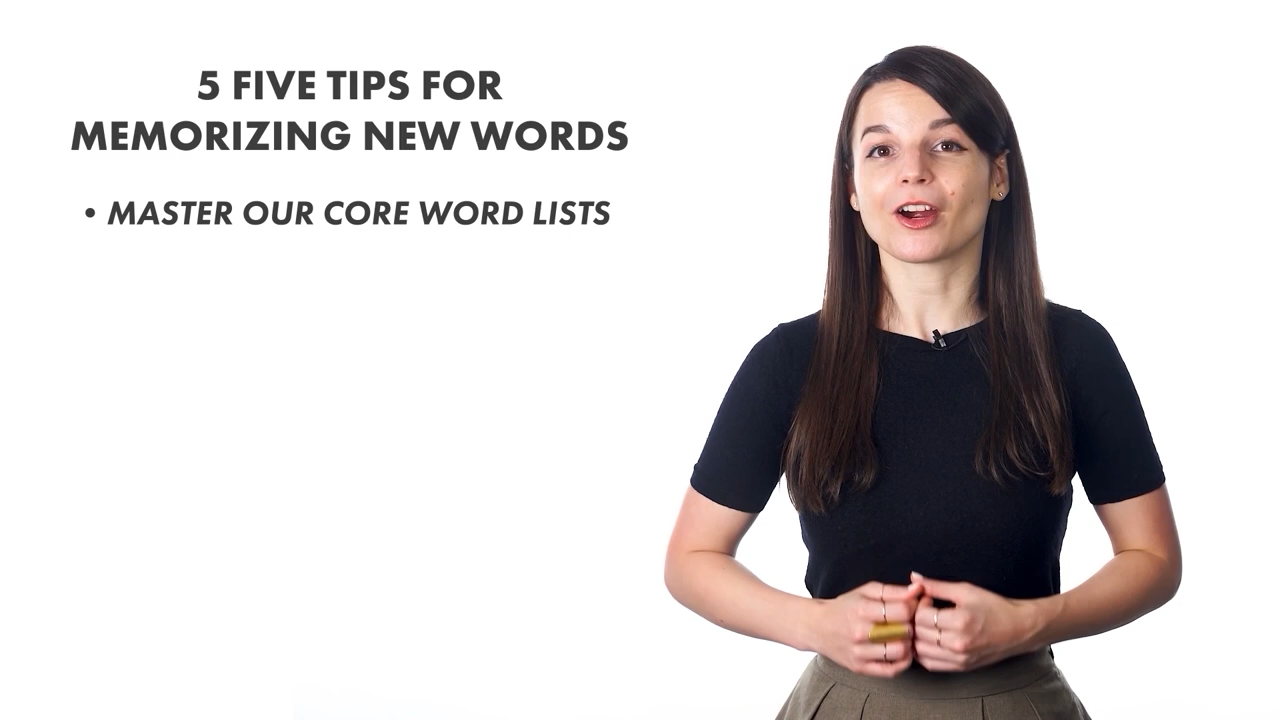 5 FIVE TIPS FOR
MEMORIZING NEW WORDS
• MASTER OUR CORE WORD LISTS